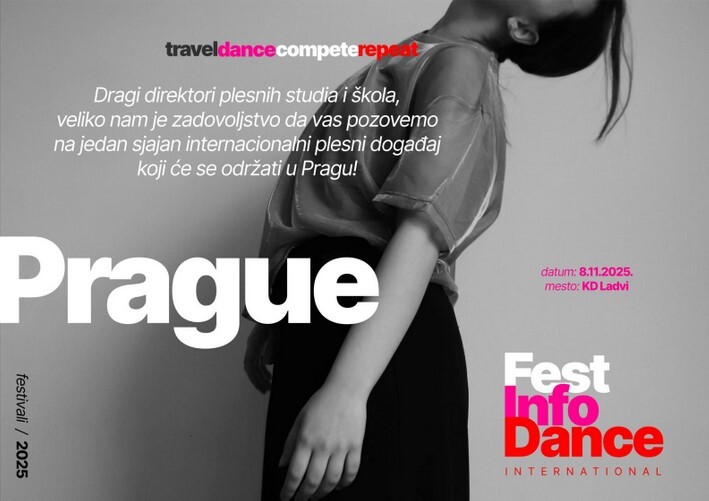 traveldancecompeterepeat
Dragi direktori plesnih studia i škola,
veliko nam je zadovoljstvo da vas pozovemo
na jedan sjajan internacionalni plesni događaj
koji će se održati u Pragu!
Prague
datum: 8.11.2025.
mesto: KD Ladvi
festivali / 2025
Fest
Info
Dance
INTERNATIONAL